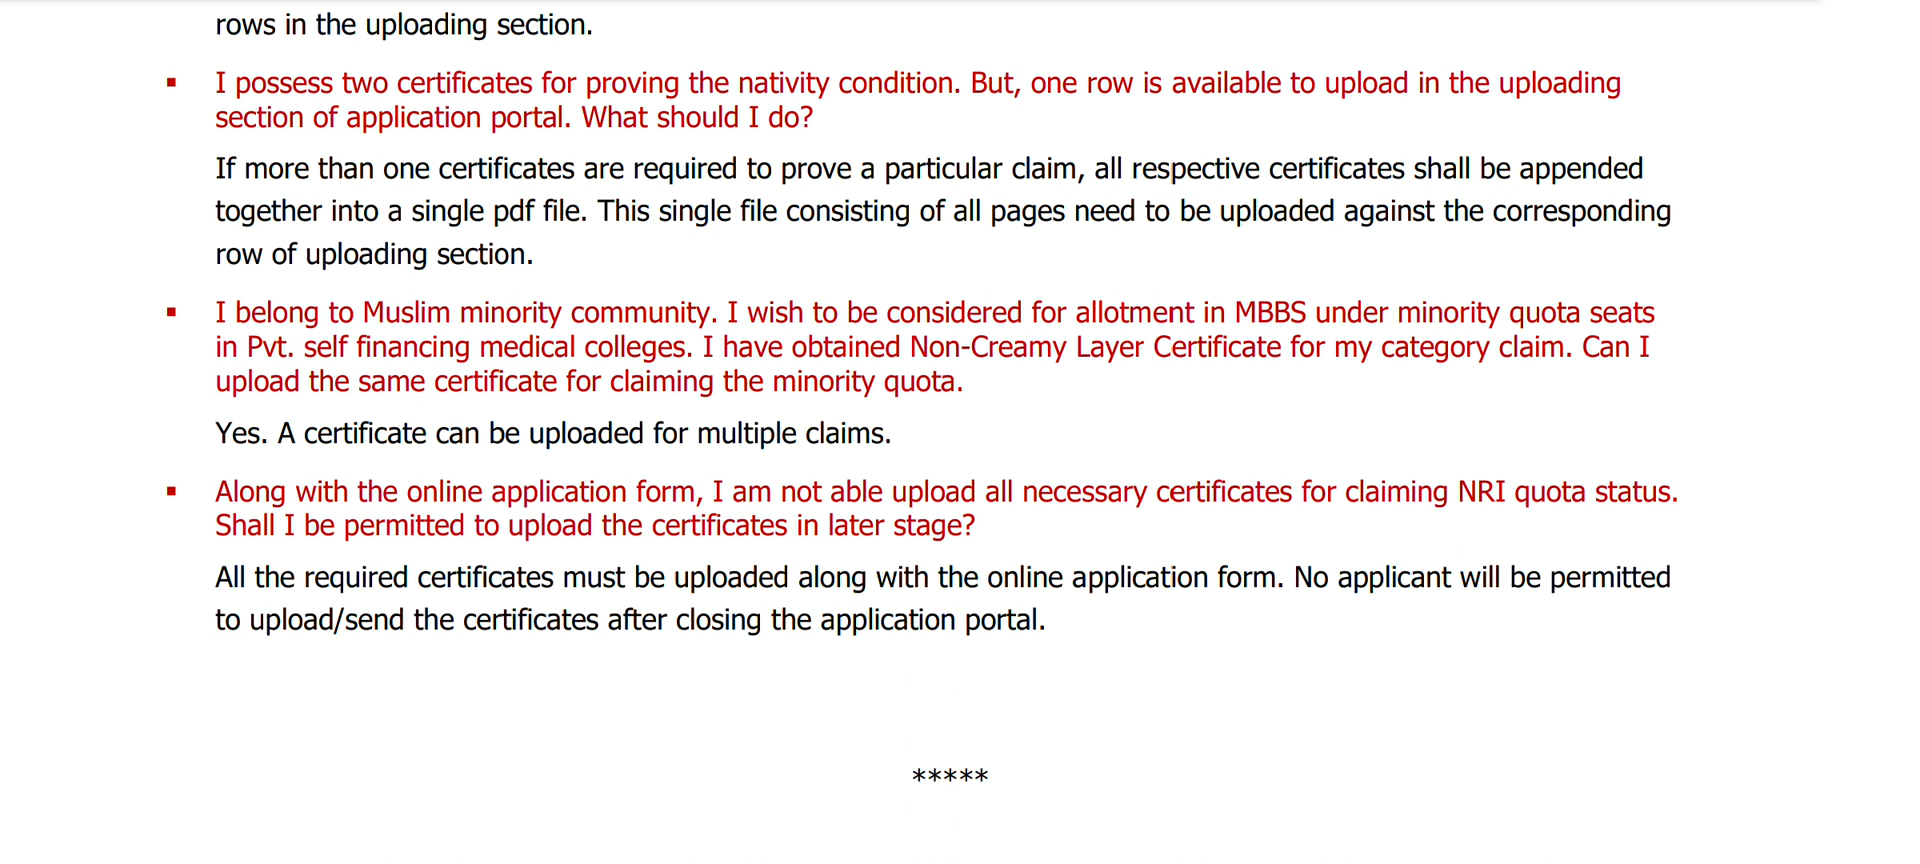 rows in the uploading section.
▪ I possess two certificates for proving the nativity condition. But, one row is available to upload in the uploading
section of application portal. What should I do?
If more than one certificates are required to prove a particular claim, all respective certificates shall be appended
together into a single pdf file. This single file consisting of all pages need to be uploaded against the corresponding
row of uploading section.
▪ I belong to Muslim minority community. I wish to be considered for allotment in MBBS under minority quota seats
in Pvt. self financing medical colleges. I have obtained Non-Creamy Layer Certificate for my category claim. Can I
upload the same certificate for claiming the minority quota.
Yes. A certificate can be uploaded for multiple claims.
▪ Along with the online application form, I am not able upload all necessary certificates for claiming NRI quota status.
Shall I be permitted to upload the certificates in later stage?
All the required certificates must be uploaded along with the online application form. No applicant will be permitted
to upload/send the certificates after closing the application portal.
*****